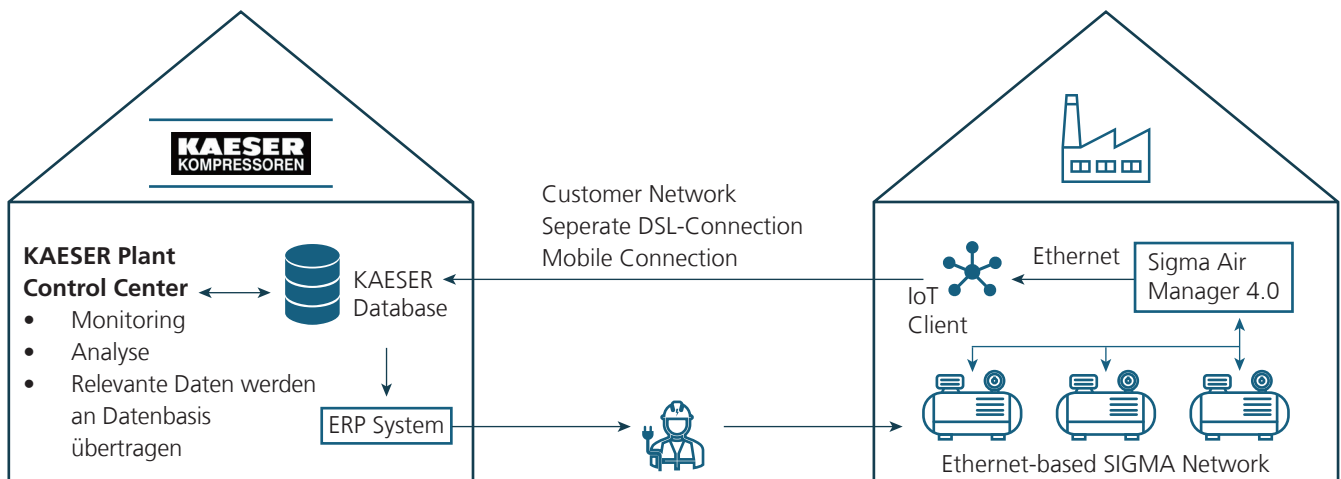 KAESER
KOMPRESSOREN
KAESER Plant
Control Center
• Monitoring
• Analyse
• Relevante Daten werden
an Datenbasis
übertragen
KAESER
Database
ERP System
Customer Network
Seperate DSL-Connection
Mobile Connection
IoT
Client
Ethernet
Sigma Air
Manager 4.0
Ethernet-based SIGMA Network